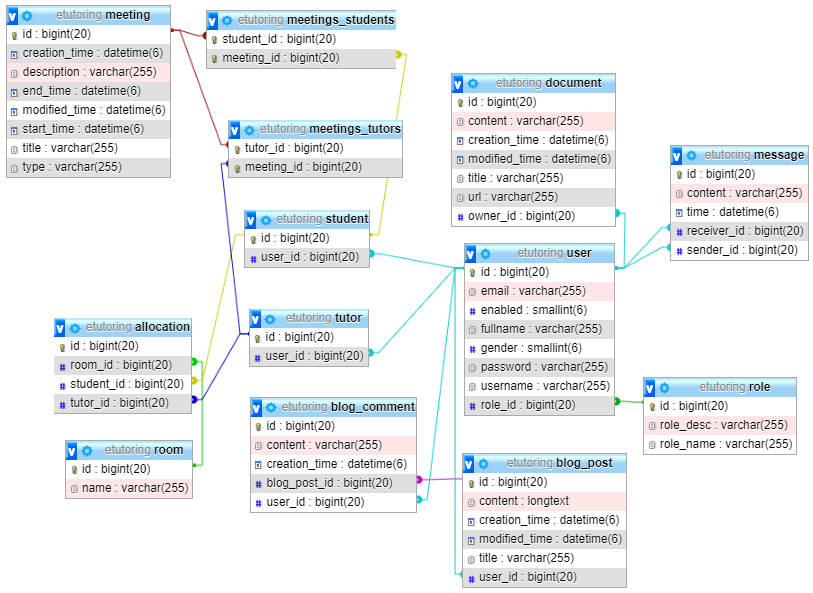 etutoring meeting
id : bigint(20)
creation_time : datetime(6)
description : varchar(255)
end_time : datetime(6)
modified_time : datetime(6)
start_time : datetime(6)
title : varchar(255)
type : varchar(255)
etutoring meetings_students
student_id : bigint(20)
meeting_id : bigint(20)
etutoring meetings_tutors
tutor_id : bigint(20)
meeting_id : bigint(20)
etutoring document
id : bigint(20)
content : varchar(255)
creation_time : datetime(6)
modified_time : datetime(6)
title : varchar(255)
url : varchar(255)
owner_id : bigint(20)
etutoring message
id : bigint(20)
content : varchar(255)
time : datetime(6)
receiver_id : bigint(20)
sender_id : bigint(20)
etutoring student
id : bigint(20)
user_id : bigint(20)
etutoring user
id : bigint(20)
email : varchar(255)
enabled : smallint(6)
fullname : varchar(255)
gender : smallint(6)
password : varchar(255)
username : varchar(255)
role_id : bigint(20)
etutoring tutor
id : bigint(20)
user_id : bigint(20)
etutoring allocation
id : bigint(20)
room_id : bigint(20)
student_id : bigint(20)
tutor_id : bigint(20)
etutoring role
id : bigint(20)
role_desc : varchar(255)
role_name : varchar(255)
etutoring blog_comment
id : bigint(20)
content : varchar(255)
creation_time : datetime(6)
blog_post_id : bigint(20)
user_id : bigint(20)
etutoring room
id : bigint(20)
name : varchar(255)
etutoring blog_post
id : bigint(20)
content : longtext
creation_time : datetime(6)
modified_time : datetime(6)
title : varchar(255)
user_id : bigint(20)